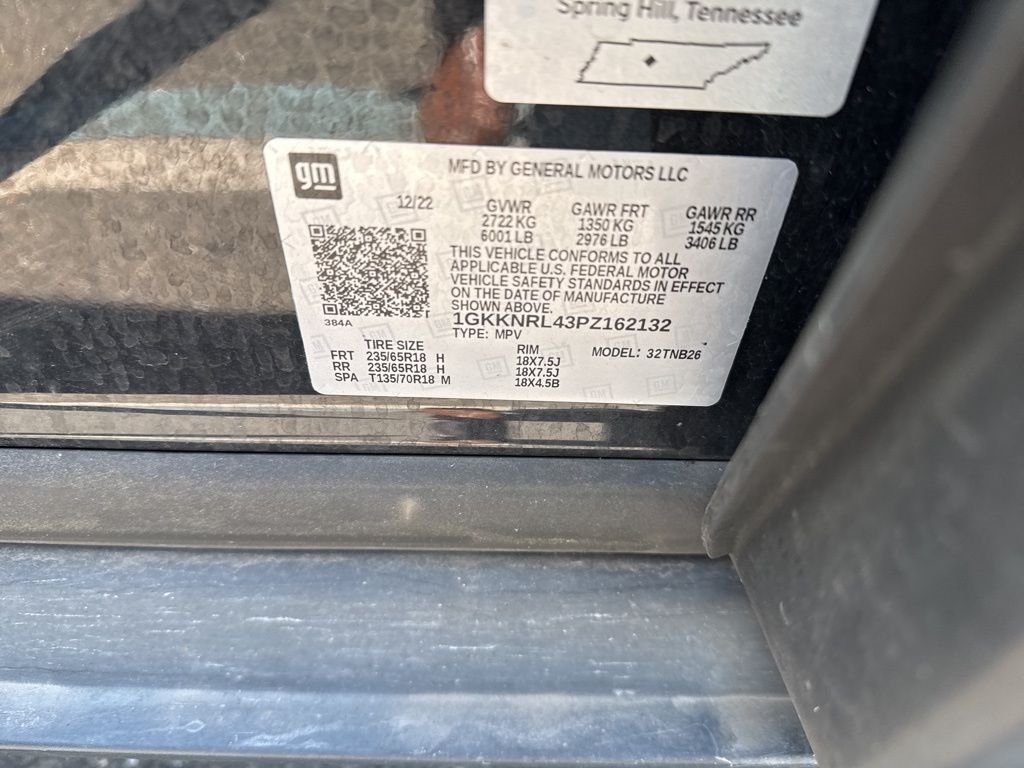 Spring Hill, Tennessee
gm
MFD BY GENERAL MOTORS LLC
12/22
GVWR GAWR FRT GAWR RR
2722 KG 1350 KG 1545 KG
6001 LB 2976 LB 3406 LB
THIS VEHICLE CONFORMS TO ALL
APPLICABLE U.S. FEDERAL MOTOR
VEHICLE SAFETY STANDARDS IN EFFECT
ON THE DATE OF MANUFACTURE
SHOWN ABOVE.
384A
1GKKNRL43PZ162132
TYPE: MPV
MODEL: 32TNB26
TIRE SIZE RIM
FRT 235/65R18 H 18X7.5J
RR 235/65R18 H 18X7.5J
SPA T135/70R18 M 18X4.5B